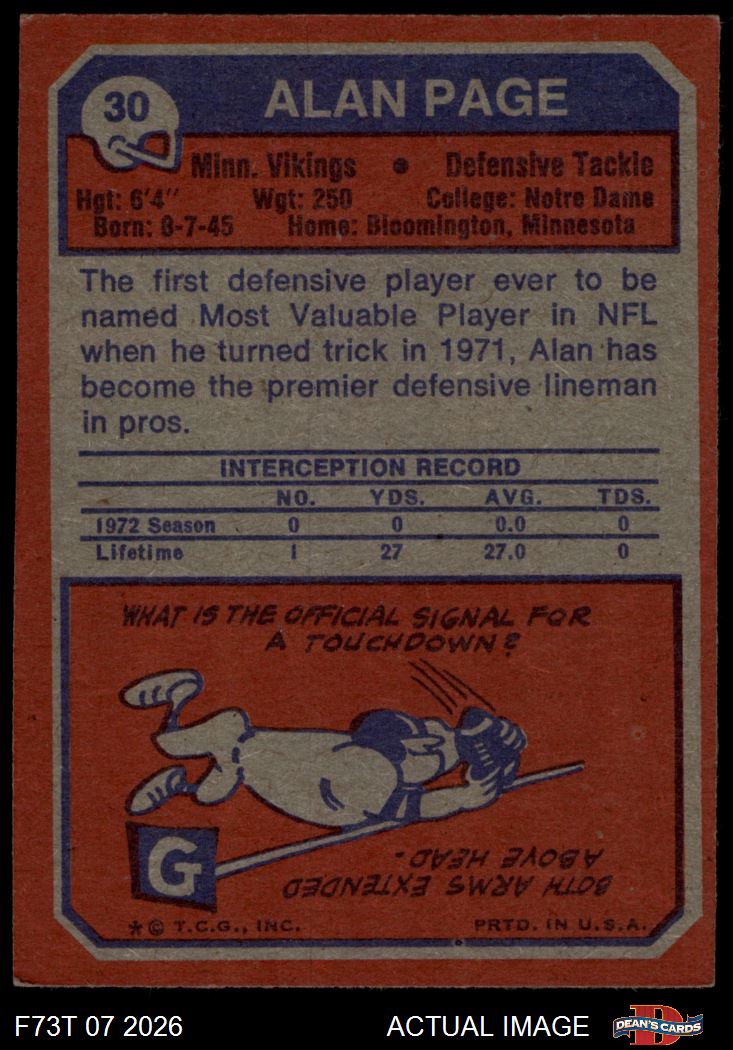 30
ALAN PAGE
Minn. Vikings • Defensive Tackle
Hgt: 6'4" Wgt: 250 College: Notre Dame
Born: 8-7-45 Home: Bloomington, Minnesota
The first defensive player ever to be
named Most Valuable Player in NFL
when he turned trick in 1971, Alan has
become the premier defensive lineman
in pros.
INTERCEPTION RECORD
NO. YDS. AVG. TDS.
1972 Season 0 0 0.0 0
Lifetime 1 27 27.0 0
WHAT IS THE OFFICIAL SIGNAL FOR
A TOUCHDOWN?
G
BOTH ARMS EXTENDED
ABOVE HEAD.
*© T.C.G., INC. PRTD. IN U.S.A.
F73T 07 2026 ACTUAL IMAGE
D
DEAN'S CARDS